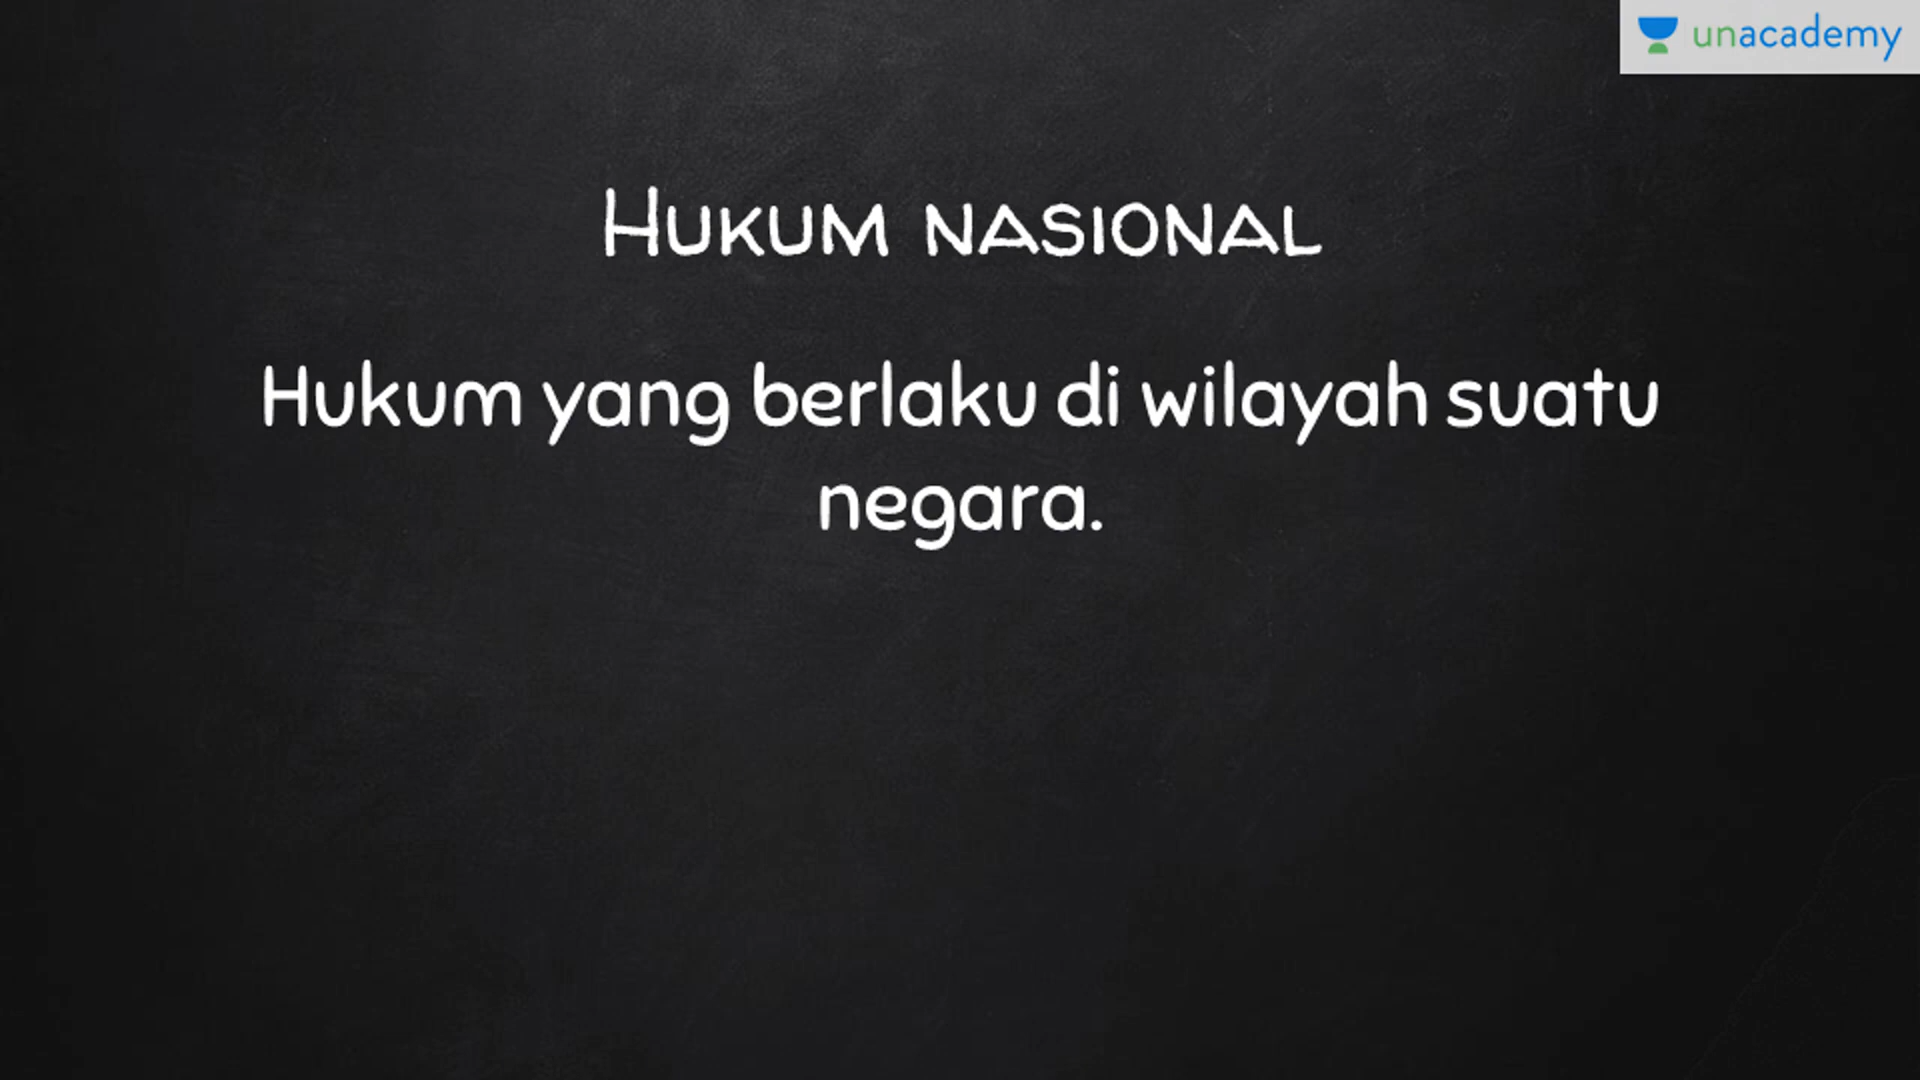 unacademy
Hukum nasional
Hukum yang berlaku di wilayah suatu
negara.